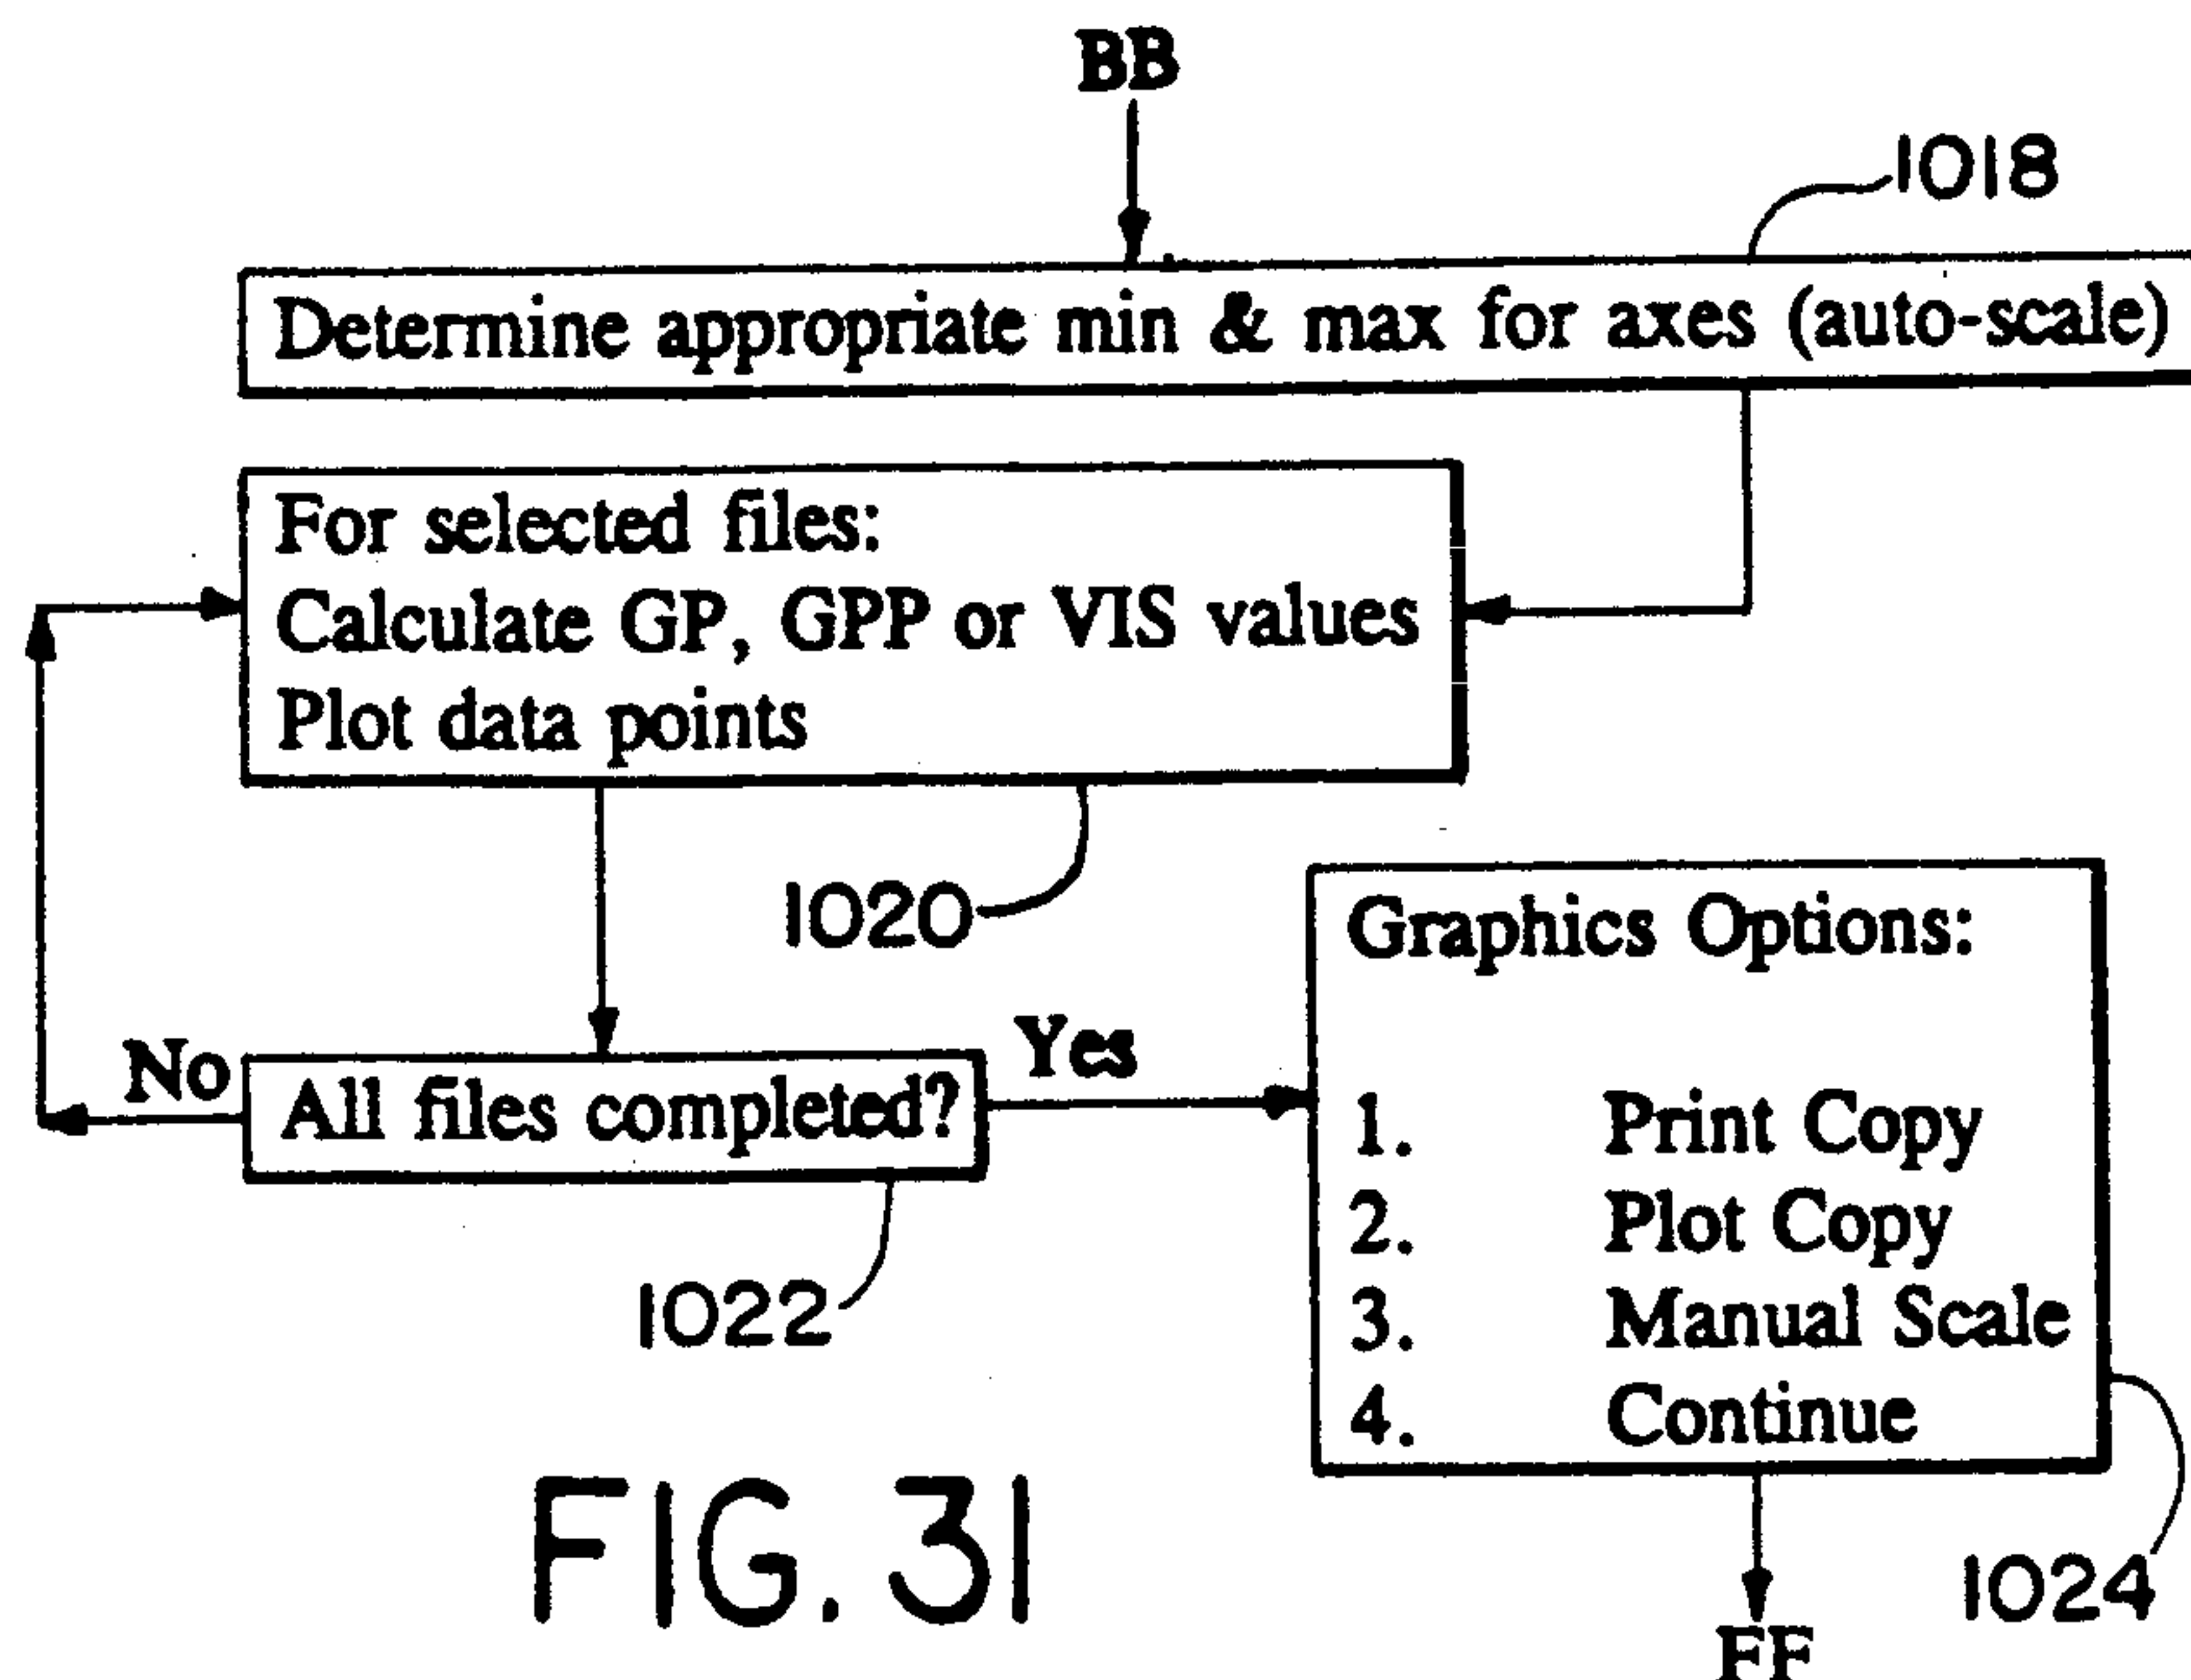 BB
1018
Determine appropriate min & max for axes (auto-scale)
For selected files:
Calculate GP, GPP or VIS values
Plot data points
1020
No
All files completed?
Yes
1022
Graphics Options:
1. Print Copy
2. Plot Copy
3. Manual Scale
4. Continue
1024
FIG. 31